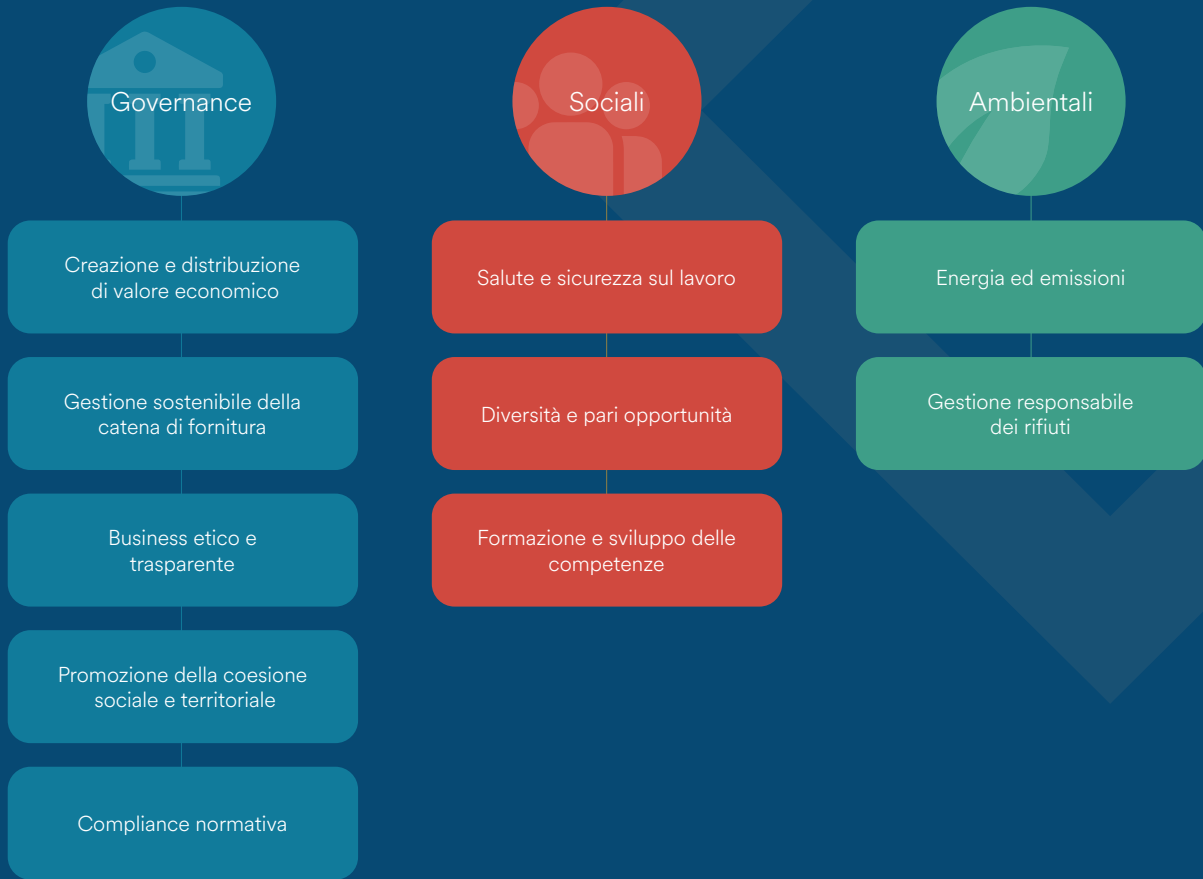 Governance
Creazione e distribuzione
di valore economico
Gestione sostenibile della
catena di fornitura
Business etico e
trasparente
Promozione della coesione
sociale e territoriale
Compliance normativa
Sociali
Salute e sicurezza sul lavoro
Diversità e pari opportunità
Formazione e sviluppo delle
competenze
Ambientali
Energia ed emissioni
Gestione responsabile
dei rifiuti